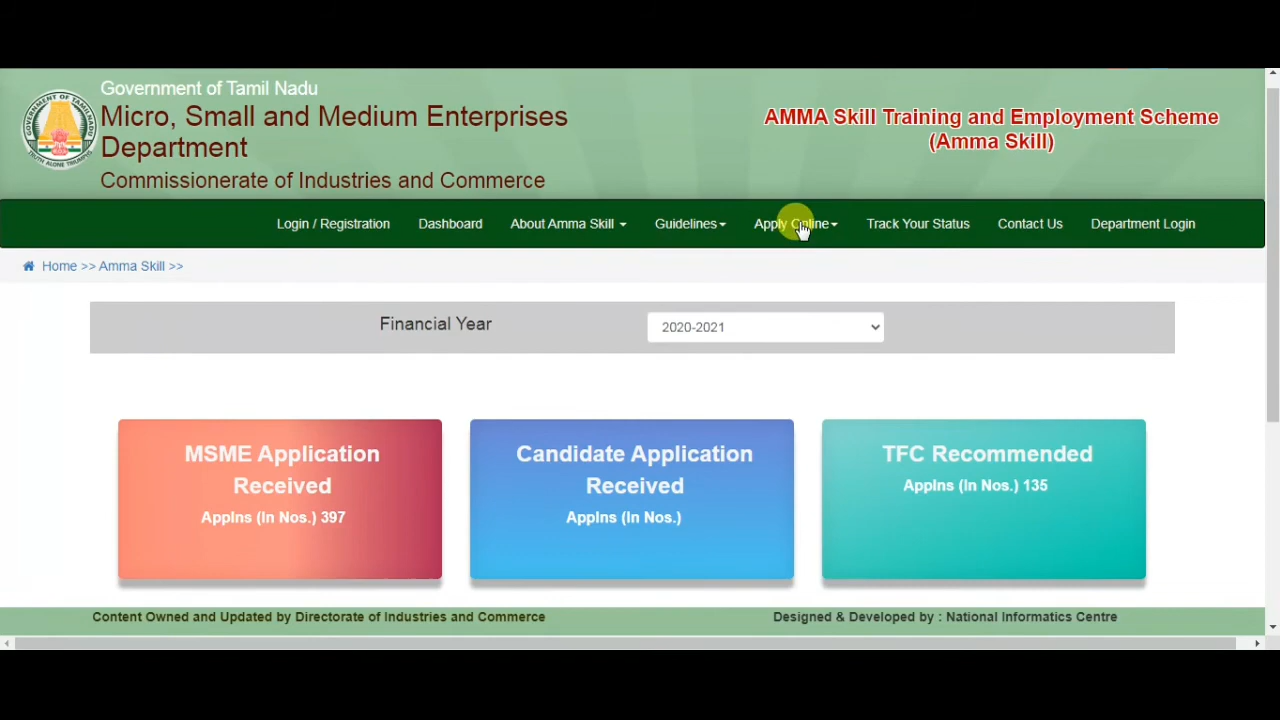 Government of Tamil Nadu
Micro, Small and Medium Enterprises
Department
Commissionerate of Industries and Commerce
AMMA Skill Training and Employment Scheme
(Amma Skill)
Login / Registration Dashboard About Amma Skill Guidelines Apply Online Track Your Status Contact Us Department Login
Home >> Amma Skill >>
Financial Year 2020-2021
MSME Application
Received
Applns (In Nos.) 397
Candidate Application
Received
Applns (In Nos.)
TFC Recommended
Applns (In Nos.) 135
Content Owned and Updated by Directorate of Industries and Commerce
Designed & Developed by : National Informatics Centre